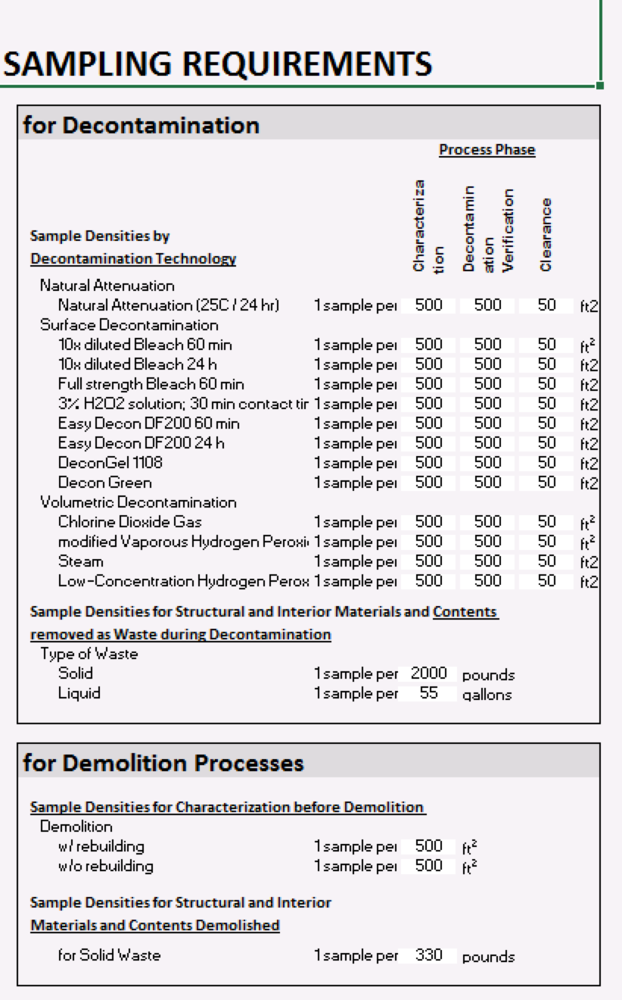 SAMPLING REQUIREMENTS
for Decontamination
Process Phase
Characteriza
tion
Decontamin
ation
Verification
Clearance
Sample Densities by
Decontamination Technology
Natural Attenuation
Natural Attenuation (25C / 24 hr) 1 sample per 500 500 50 ft2
Surface Decontamination
10x diluted Bleach 60 min 1 sample per 500 500 50 ft²
10x diluted Bleach 24 h 1 sample per 500 500 50 ft2
Full strength Bleach 60 min 1 sample per 500 500 50 ft2
3% H2O2 solution; 30 min contact tir 1 sample per 500 500 50 ft2
Easy Decon DF200 60 min 1 sample per 500 500 50 ft2
Easy Decon DF200 24 h 1 sample per 500 500 50 ft2
DeconGel 1108 1 sample per 500 500 50 ft2
Decon Green 1 sample per 500 500 50 ft2
Volumetric Decontamination
Chlorine Dioxide Gas 1 sample per 500 500 50 ft²
modified Vaporous Hydrogen Peroxi 1 sample per 500 500 50 ft²
Steam 1 sample per 500 500 50 ft2
Low-Concentration Hydrogen Perox 1 sample per 500 500 50 ft2
Sample Densities for Structural and Interior Materials and Contents
removed as Waste during Decontamination
Type of Waste
Solid 1 sample per 2000 pounds
Liquid 1 sample per 55 gallons
for Demolition Processes
Sample Densities for Characterization before Demolition
Demolition
w/ rebuilding 1 sample per 500 ft²
w/o rebuilding 1 sample per 500 ft²
Sample Densities for Structural and Interior
Materials and Contents Demolished
for Solid Waste 1 sample per 330 pounds